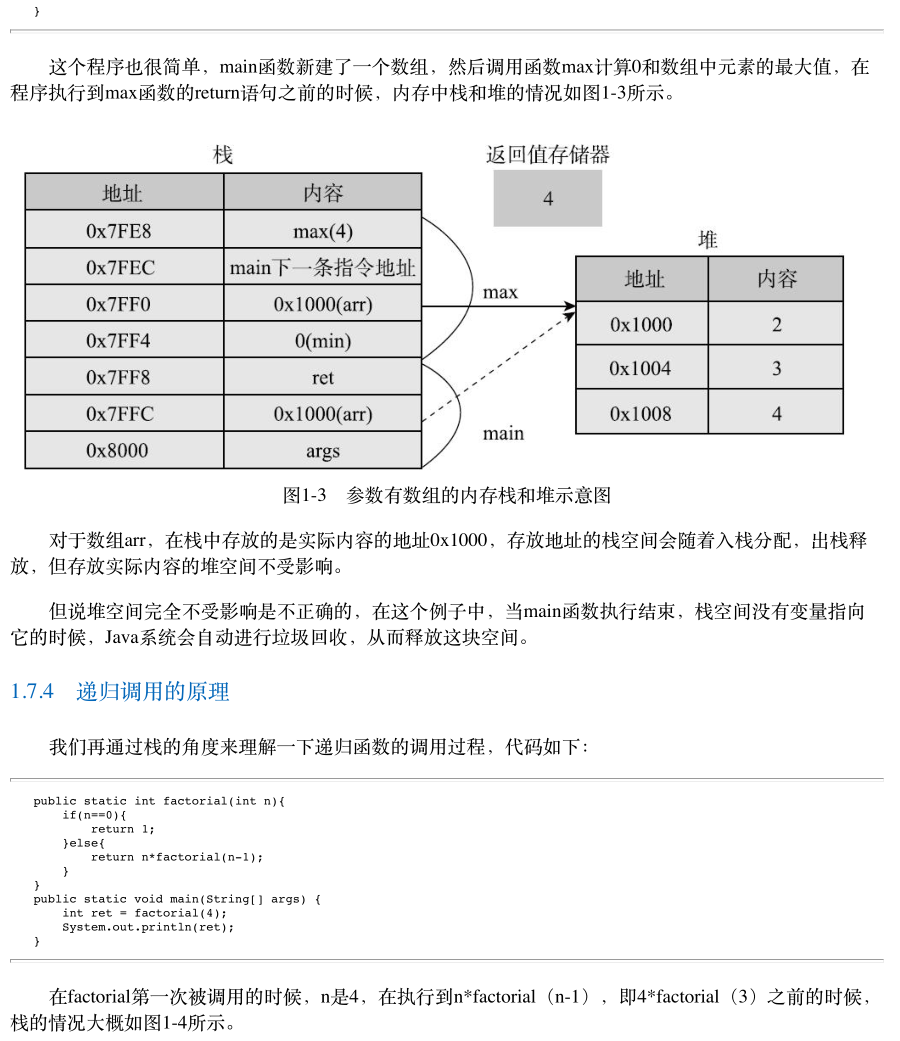 }
这个程序也很简单，main函数新建了一个数组，然后调用函数max计算0和数组中元素的最大值，在
程序执行到max函数的return语句之前的时候，内存中栈和堆的情况如图1-3所示。
栈
地址 内容
0x7FE8 max(4)
0x7FEC main下一条指令地址
0x7FF0 0x1000(arr)
0x7FF4 0(min)
0x7FF8 ret
0x7FFC 0x1000(arr)
0x8000 args
max
main
返回值存储器
4
堆
地址 内容
0x1000 2
0x1004 3
0x1008 4
图1-3 参数有数组的内存栈和堆示意图
对于数组arr，在栈中存放的是实际内容的地址0x1000，存放地址的栈空间会随着入栈分配，出栈释
放，但存放实际内容的堆空间不受影响。
但说堆空间完全不受影响是不正确的，在这个例子中，当main函数执行结束，栈空间没有变量指向
它的时候，Java系统会自动进行垃圾回收，从而释放这块空间。
1.7.4 递归调用的原理
我们再通过栈的角度来理解一下递归函数的调用过程，代码如下：
public static int factorial(int n){
    if(n==0){
        return 1;
    }else{
        return n*factorial(n-1);
    }
}
public static void main(String[] args) {
    int ret = factorial(4);
    System.out.println(ret);
}
在factorial第一次被调用的时候，n是4，在执行到n*factorial（n-1），即4*factorial（3）之前的时候，
栈的情况大概如图1-4所示。